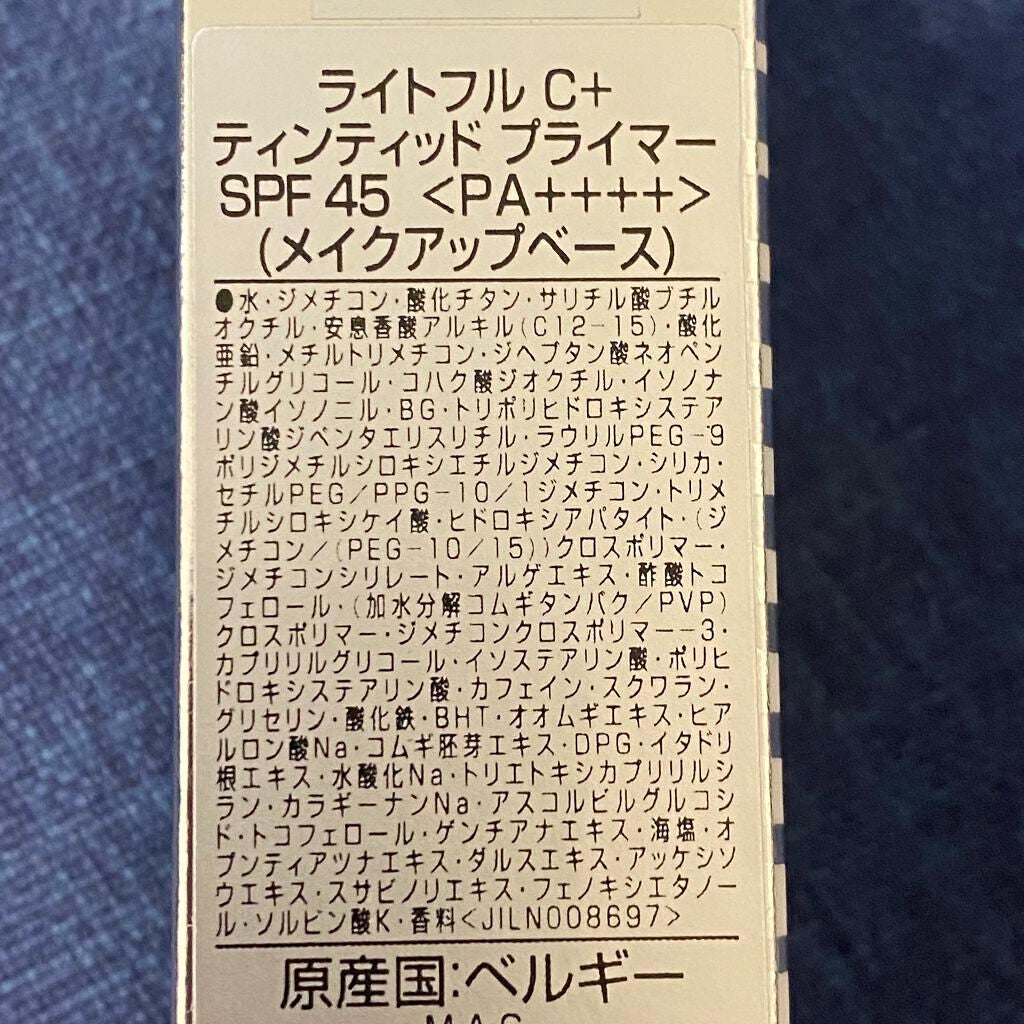 ライトフル C+
ティンティッド プライマー
SPF 45 <PA++++>
(メイクアップベース)
●水・ジメチコン・酸化チタン・サリチル酸ブチル
オクチル・安息香酸アルキル(C12-15)・酸化
亜鉛・メチルトリメチコン・ジヘプタン酸ネオペン
チルグリコール・コハク酸ジオクチル・イソノナ
ン酸イソノニル・BG・トリポリヒドロキシステア
リン酸ジペンタエリスリチル・ラウリルPEG-9
ポリジメチルシロキシエチルジメチコン・シリカ・
セチルPEG/PPG-10/1ジメチコン・トリメ
チルシロキシケイ酸・ヒドロキシアパタイト・(ジ
メチコン/(PEG-10/15))クロスポリマー・
ジメチコンシリレート・アルゲエキス・酢酸トコ
フェロール・(加水分解コムギタンパク/PVP)
クロスポリマー・ジメチコンクロスポリマー-3・
カプリリルグリコール・イソステアリン酸・ポリヒ
ドロキシステアリン酸・カフェイン・スクワラン・
グリセリン・酸化鉄・BHT・オオムギエキス・ヒア
ルロン酸Na・コムギ胚芽エキス・DPG・イタドリ
根エキス・水酸化Na・トリエトキシカプリリルシ
ラン・カラギーナンNa・アスコルビルグルコシ
ド・トコフェロール・ゲンチアナエキス・海塩・オ
プンティアツナエキス・ダルスエキス・アッケシソ
ウエキス・スサビノリエキス・フェノキシエタノー
ル・ソルビン酸K・香料<JILN008697>
原産国:ベルギー
M・A・C